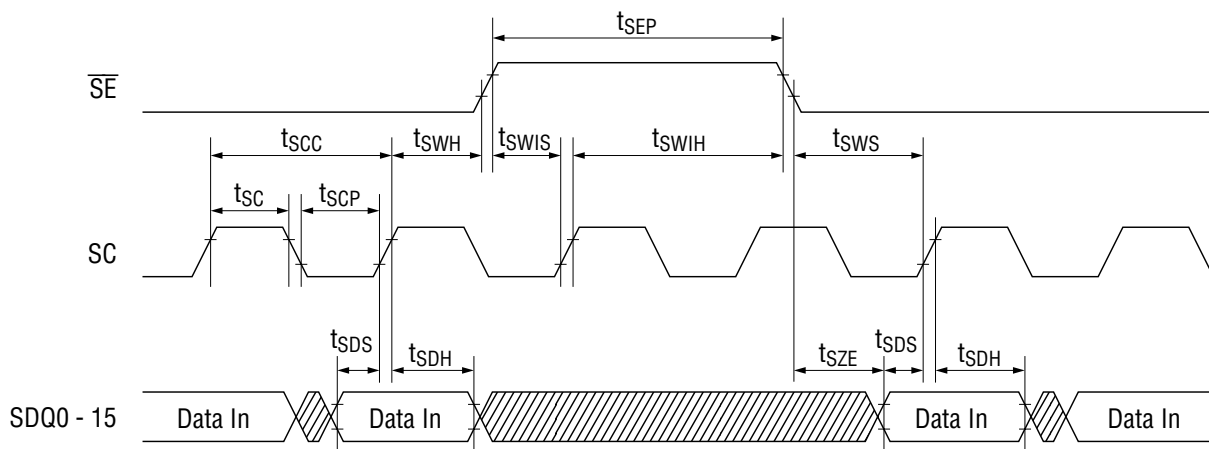 tSEP
SE
tSCC tSWH tSWIS tSWIH tSWS
tSC tSCP
SC
tSDS tSDH tSZE tSDS tSDH
SDQ0 - 15 Data In Data In Data In Data In